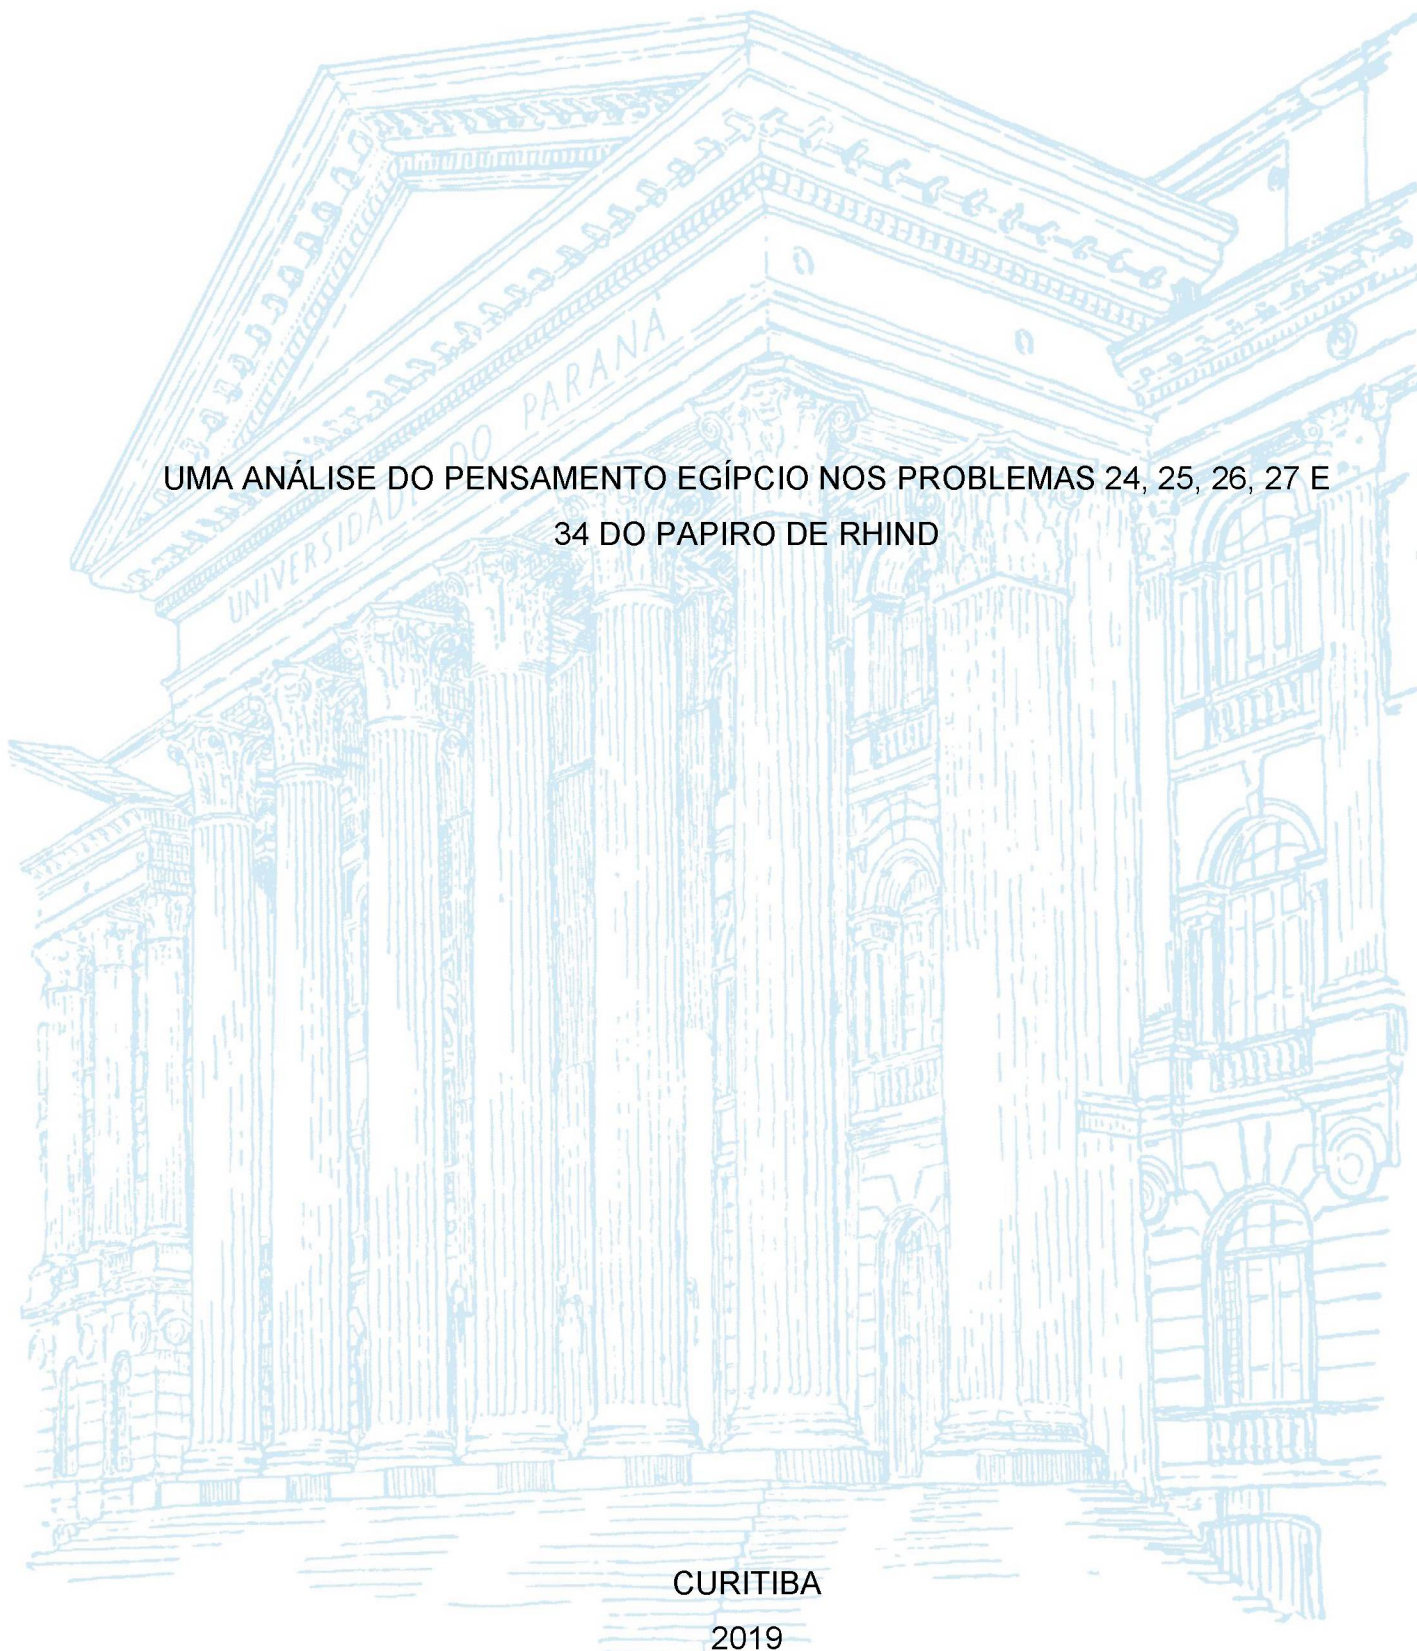 UNIVERSIDADE DO PARANÁ
UMA ANÁLISE DO PENSAMENTO EGÍPCIO NOS PROBLEMAS 24, 25, 26, 27 E
34 DO PAPIRO DE RHIND
CURITIBA
2019